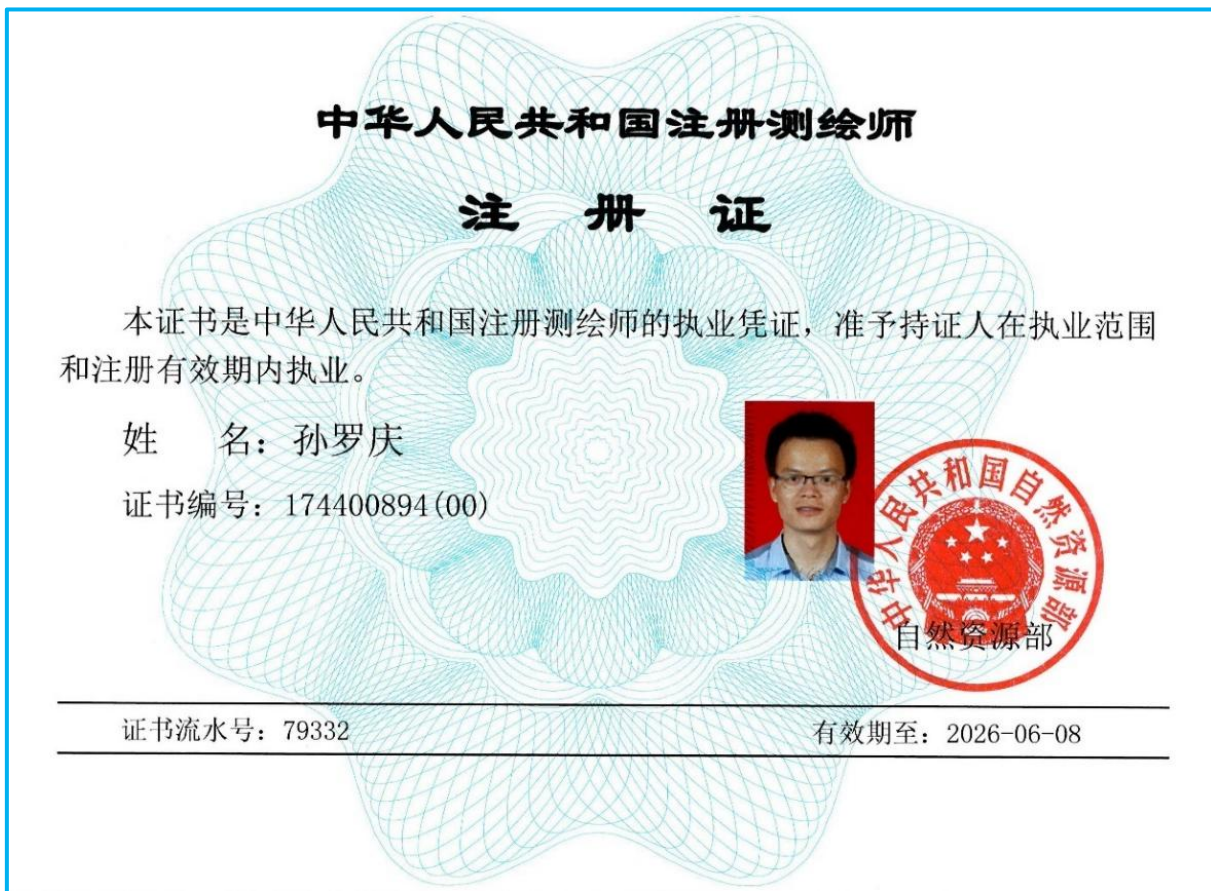 中华人民共和国注册测绘师
注 册 证
本证书是中华人民共和国注册测绘师的执业凭证，准予持证人在执业范围
和注册有效期内执业。
姓 名：孙罗庆
证书编号：174400894(00)
中华人民共和国自然资源部
自然资源部
证书流水号：79332
有效期至：2026-06-08